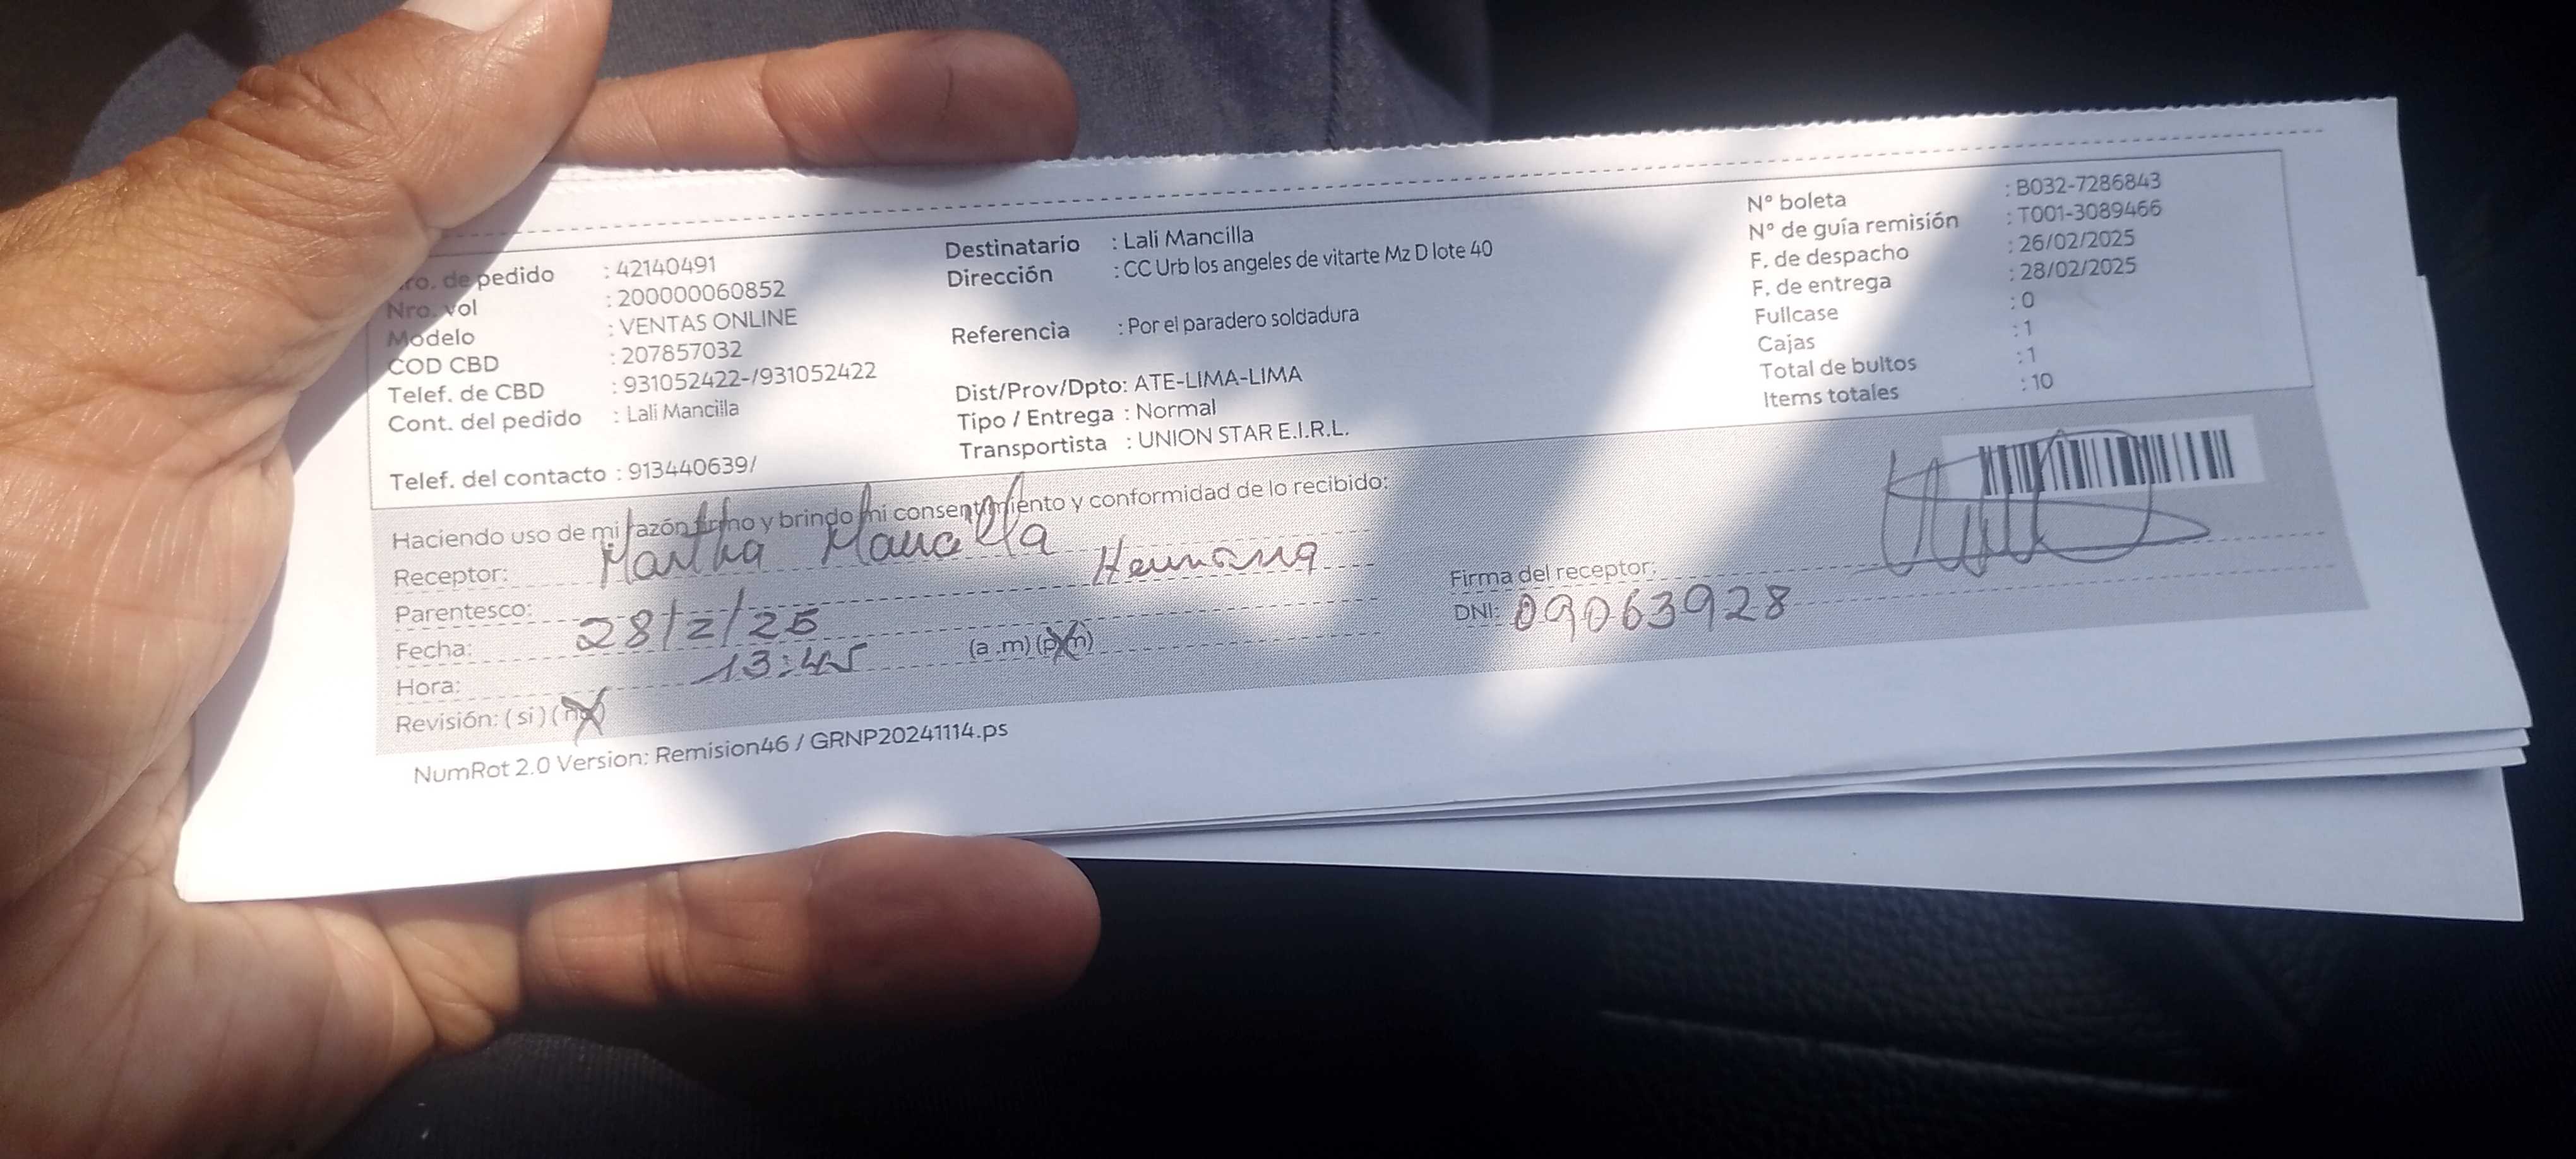 Nro. de pedido : 42140491
Nro. vol : 200000060852
Modelo : VENTAS ONLINE
COD CBD : 207857032
Telef. de CBD : 931052422-/931052422
Cont. del pedido : Lali Mancilla
Telef. del contacto : 913440639/
Destinatario : Lali Mancilla
Dirección : CC Urb los angeles de vitarte Mz D lote 40
Referencia : Por el paradero soldadura
Dist/Prov/Dpto: ATE-LIMA-LIMA
Tipo / Entrega : Normal
Transportista : UNION STAR E.I.R.L.
N° boleta : B032-7286843
N° de guía remisión : T001-3089466
F. de despacho : 26/02/2025
F. de entrega : 28/02/2025
Fullcase : 0
Cajas : 1
Total de bultos : 1
Items totales : 10
Haciendo uso de mi razón firmo y brindo mi consentimiento y conformidad de lo recibido:
Receptor: Martha Mancilla
Parentesco: Hermana
Fecha: 28/2/25
Hora: 13:45 (a .m) (p.m)
Revisión: ( si ) ( no )
Firma del receptor:
DNI: 09063928
NumRot 2.0 Version: Remision46 / GRNP20241114.ps